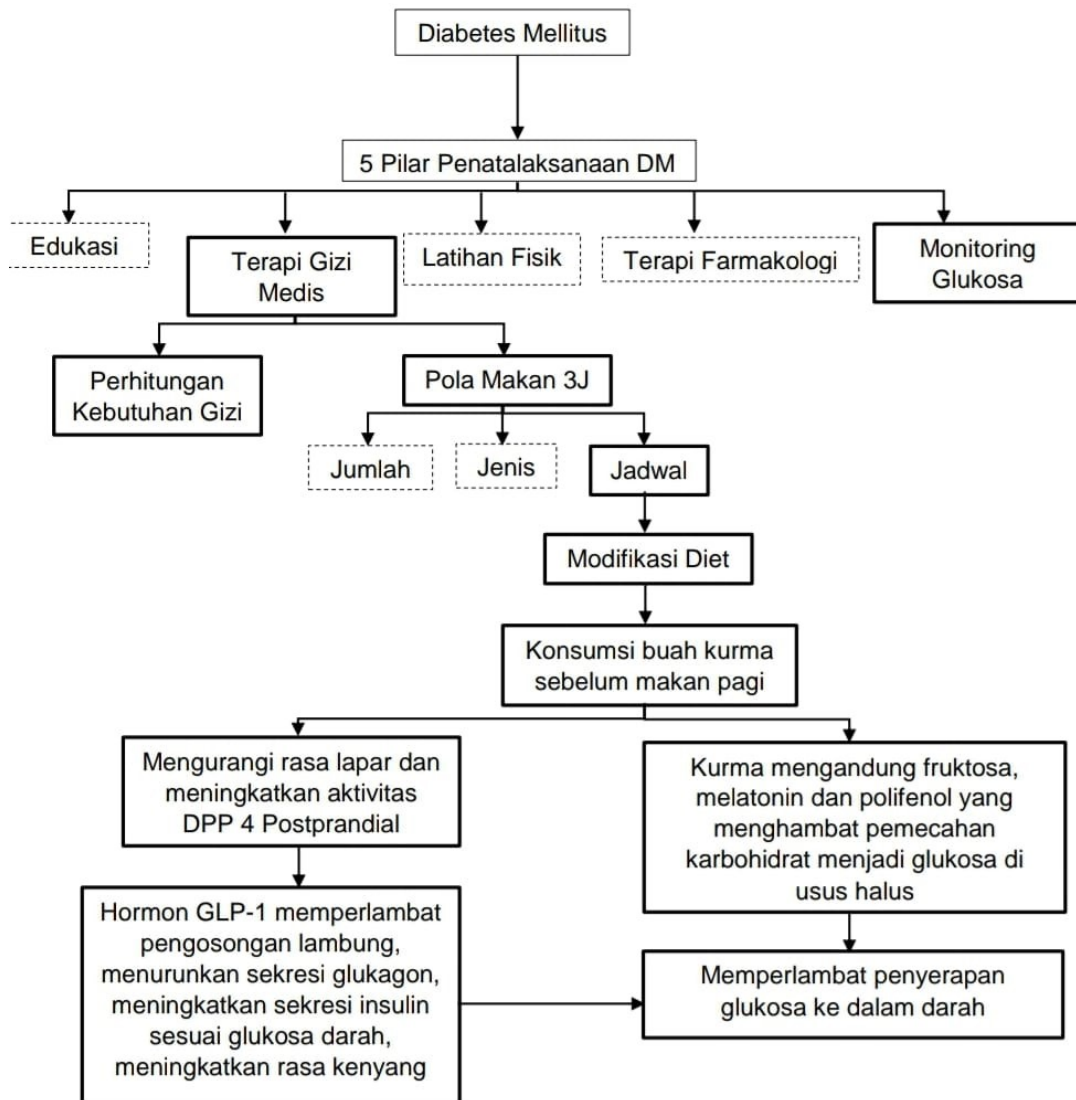 Diabetes Mellitus
5 Pilar Penatalaksanaan DM
Edukasi
Terapi Gizi
Medis
Latihan Fisik
Terapi Farmakologi
Monitoring
Glukosa
Perhitungan
Kebutuhan Gizi
Pola Makan 3J
Jumlah
Jenis
Jadwal
Modifikasi Diet
Konsumsi buah kurma
sebelum makan pagi
Mengurangi rasa lapar dan
meningkatkan aktivitas
DPP 4 Postprandial
Kurma mengandung fruktosa,
melatonin dan polifenol yang
menghambat pemecahan
karbohidrat menjadi glukosa di
usus halus
Hormon GLP-1 memperlambat
pengosongan lambung,
menurunkan sekresi glukagon,
meningkatkan sekresi insulin
sesuai glukosa darah,
meningkatkan rasa kenyang
Memperlambat penyerapan
glukosa ke dalam darah